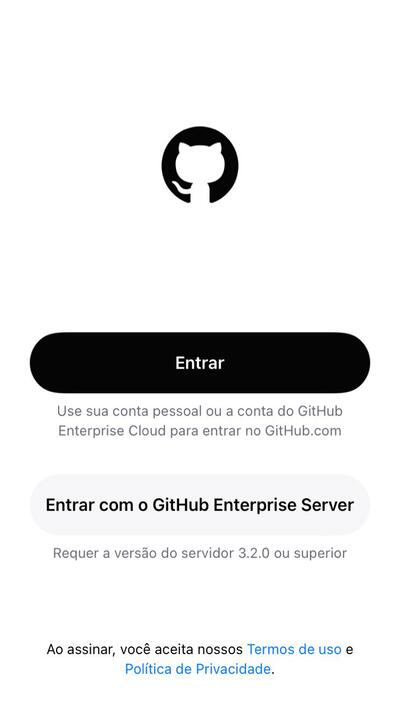 Entrar
Use sua conta pessoal ou a conta do GitHub
Enterprise Cloud para entrar no GitHub.com
Entrar com o GitHub Enterprise Server
Requer a versão do servidor 3.2.0 ou superior
Ao assinar, você aceita nossos Termos de uso e
Política de Privacidade.